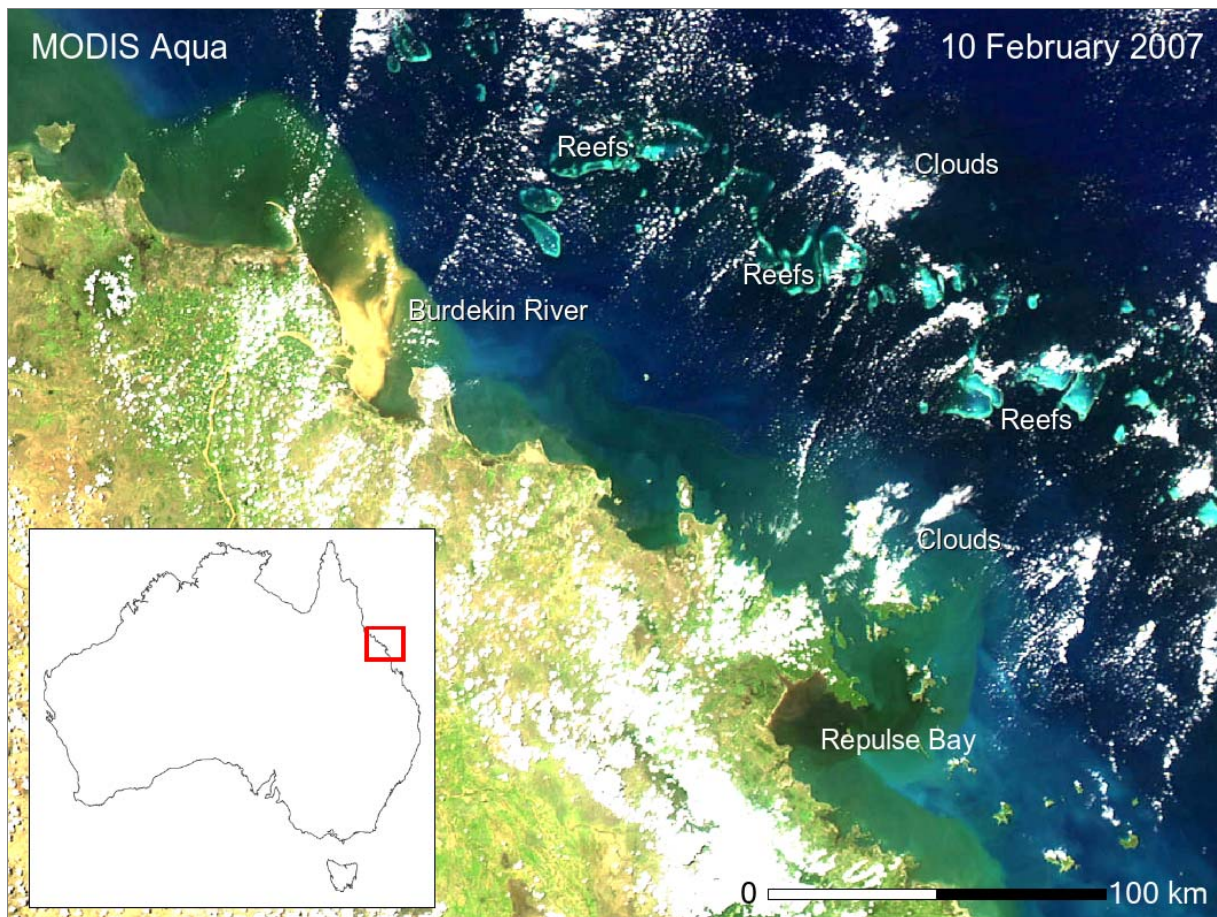 MODIS Aqua
10 February 2007
Reefs
Clouds
Reefs
Burdekin River
Reefs
Clouds
Repulse Bay
0
100 km